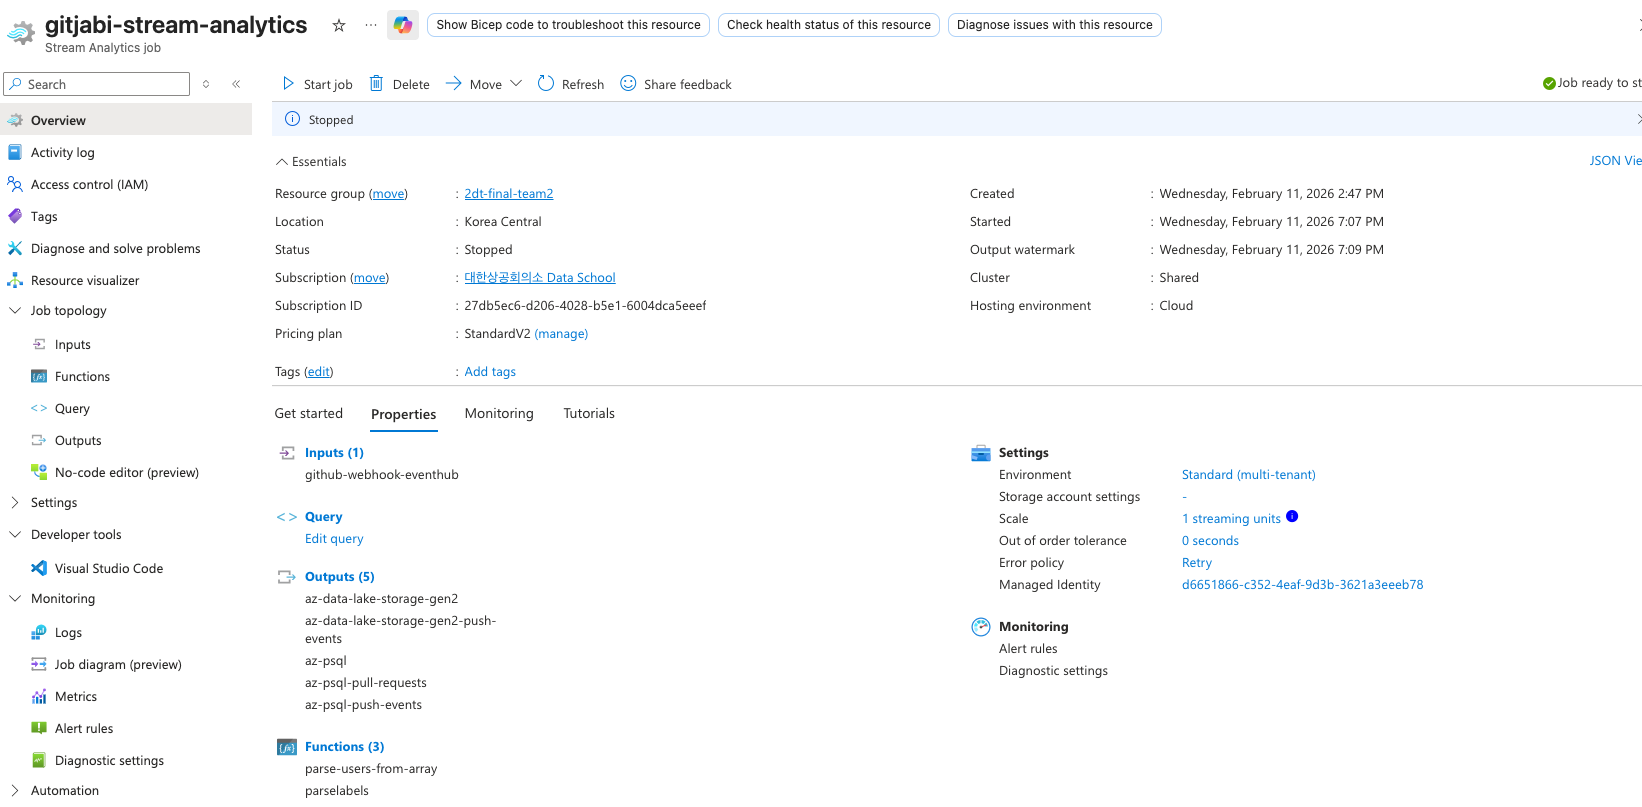 gitjabi-stream-analytics
Stream Analytics job
Show Bicep code to troubleshoot this resource
Check health status of this resource
Diagnose issues with this resource
Search
Overview
Activity log
Access control (IAM)
Tags
Diagnose and solve problems
Resource visualizer
Job topology
Inputs
Functions
Query
Outputs
No-code editor (preview)
Settings
Developer tools
Visual Studio Code
Monitoring
Logs
Job diagram (preview)
Metrics
Alert rules
Diagnostic settings
Automation
Start job
Delete
Move
Refresh
Share feedback
Job ready to st
Stopped
Essentials
JSON Vie
Resource group (move) : 2dt-final-team2
Location : Korea Central
Status : Stopped
Subscription (move) : 대한상공회의소 Data School
Subscription ID : 27db5ec6-d206-4028-b5e1-6004dca5eeef
Pricing plan : StandardV2 (manage)
Tags (edit) : Add tags
Created : Wednesday, February 11, 2026 2:47 PM
Started : Wednesday, February 11, 2026 7:07 PM
Output watermark : Wednesday, February 11, 2026 7:09 PM
Cluster : Shared
Hosting environment : Cloud
Get started
Properties
Monitoring
Tutorials
Inputs (1)
github-webhook-eventhub
Query
Edit query
Outputs (5)
az-data-lake-storage-gen2
az-data-lake-storage-gen2-push-
events
az-psql
az-psql-pull-requests
az-psql-push-events
Functions (3)
parse-users-from-array
parselabels
Settings
Environment Standard (multi-tenant)
Storage account settings -
Scale 1 streaming units
Out of order tolerance 0 seconds
Error policy Retry
Managed Identity d6651866-c352-4eaf-9d3b-3621a3eeeb78
Monitoring
Alert rules
Diagnostic settings